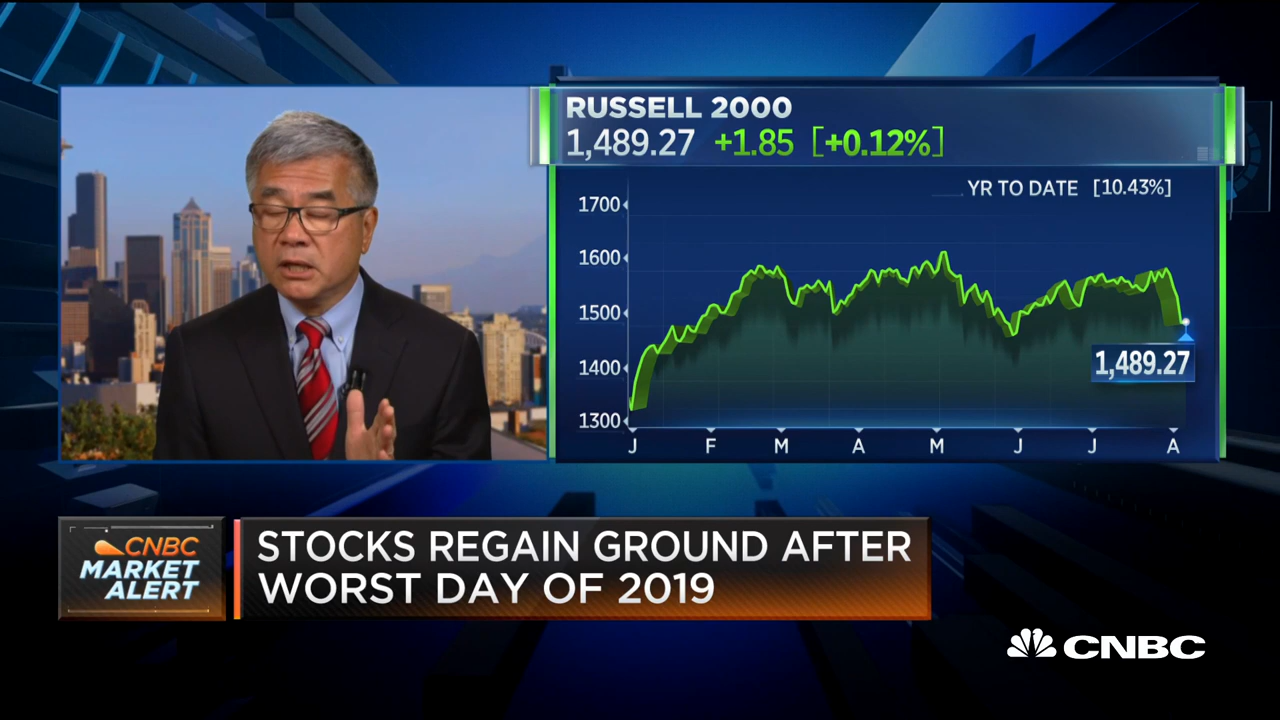 RUSSELL 2000
1,489.27 +1.85 [+0.12%]
YR TO DATE [10.43%]
1700
1600
1500
1400
1300
1,489.27
J F M A M J J A
CNBC
MARKET
ALERT
STOCKS REGAIN GROUND AFTER
WORST DAY OF 2019
CNBC